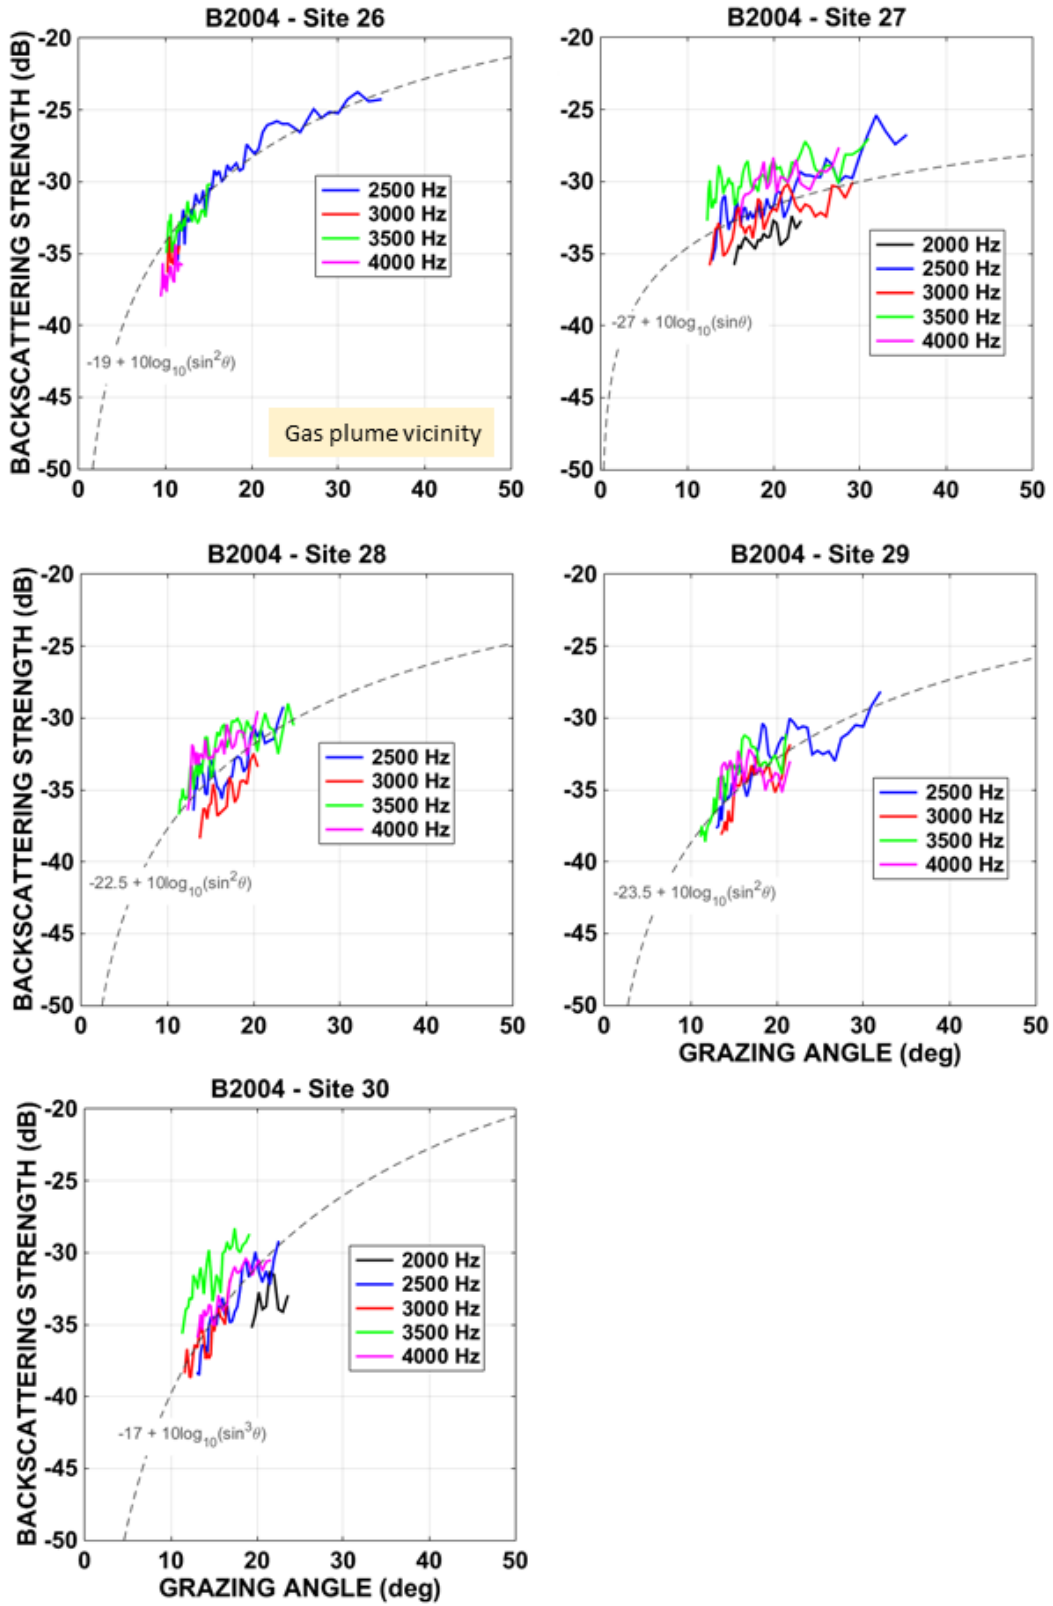 B2004 - Site 26
BACKSCATTERING STRENGTH (dB)
-20
-25
-30
-35
-40
-45
-50
0 10 20 30 40 50
2500 Hz
3000 Hz
3500 Hz
4000 Hz
-19 + 10log₁₀(sin²θ)
Gas plume vicinity
B2004 - Site 27
-20
-25
-30
-35
-40
-45
-50
0 10 20 30 40 50
2000 Hz
2500 Hz
3000 Hz
3500 Hz
4000 Hz
-27 + 10log₁₀(sinθ)
B2004 - Site 28
BACKSCATTERING STRENGTH (dB)
-20
-25
-30
-35
-40
-45
-50
0 10 20 30 40 50
2500 Hz
3000 Hz
3500 Hz
4000 Hz
-22.5 + 10log₁₀(sin²θ)
B2004 - Site 29
-20
-25
-30
-35
-40
-45
-50
0 10 20 30 40 50
GRAZING ANGLE (deg)
2500 Hz
3000 Hz
3500 Hz
4000 Hz
-23.5 + 10log₁₀(sin²θ)
B2004 - Site 30
BACKSCATTERING STRENGTH (dB)
-20
-25
-30
-35
-40
-45
-50
0 10 20 30 40 50
GRAZING ANGLE (deg)
2000 Hz
2500 Hz
3000 Hz
3500 Hz
4000 Hz
-17 + 10log₁₀(sin³θ)